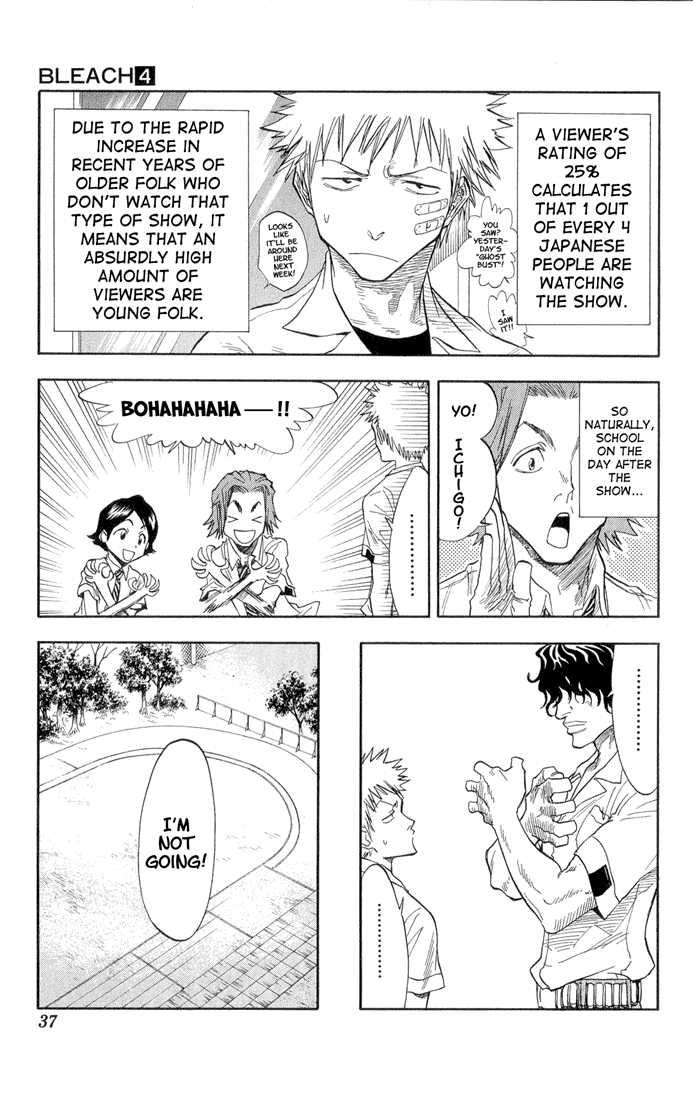 BLEACH 4
A VIEWER'S
RATING OF
25%
CALCULATES
THAT 1 OUT
OF EVERY 4
JAPANESE
PEOPLE ARE
WATCHING
THE SHOW.
YOU
SAW?
YESTER-
DAY'S
"GHOST
BUST"!
I
SAW
IT!!
LOOKS
LIKE
IT'LL BE
AROUND
HERE
NEXT
WEEK!
DUE TO THE RAPID
INCREASE IN
RECENT YEARS OF
OLDER FOLK WHO
DON'T WATCH THAT
TYPE OF SHOW, IT
MEANS THAT AN
ABSURDLY HIGH
AMOUNT OF
VIEWERS ARE
YOUNG FOLK.
SO
NATURALLY,
SCHOOL
ON THE
DAY AFTER
THE
SHOW...
YO!
ICHIGO!
BOHAHAHAHA — !!
..........
..........
..........
I'M
NOT
GOING!
37